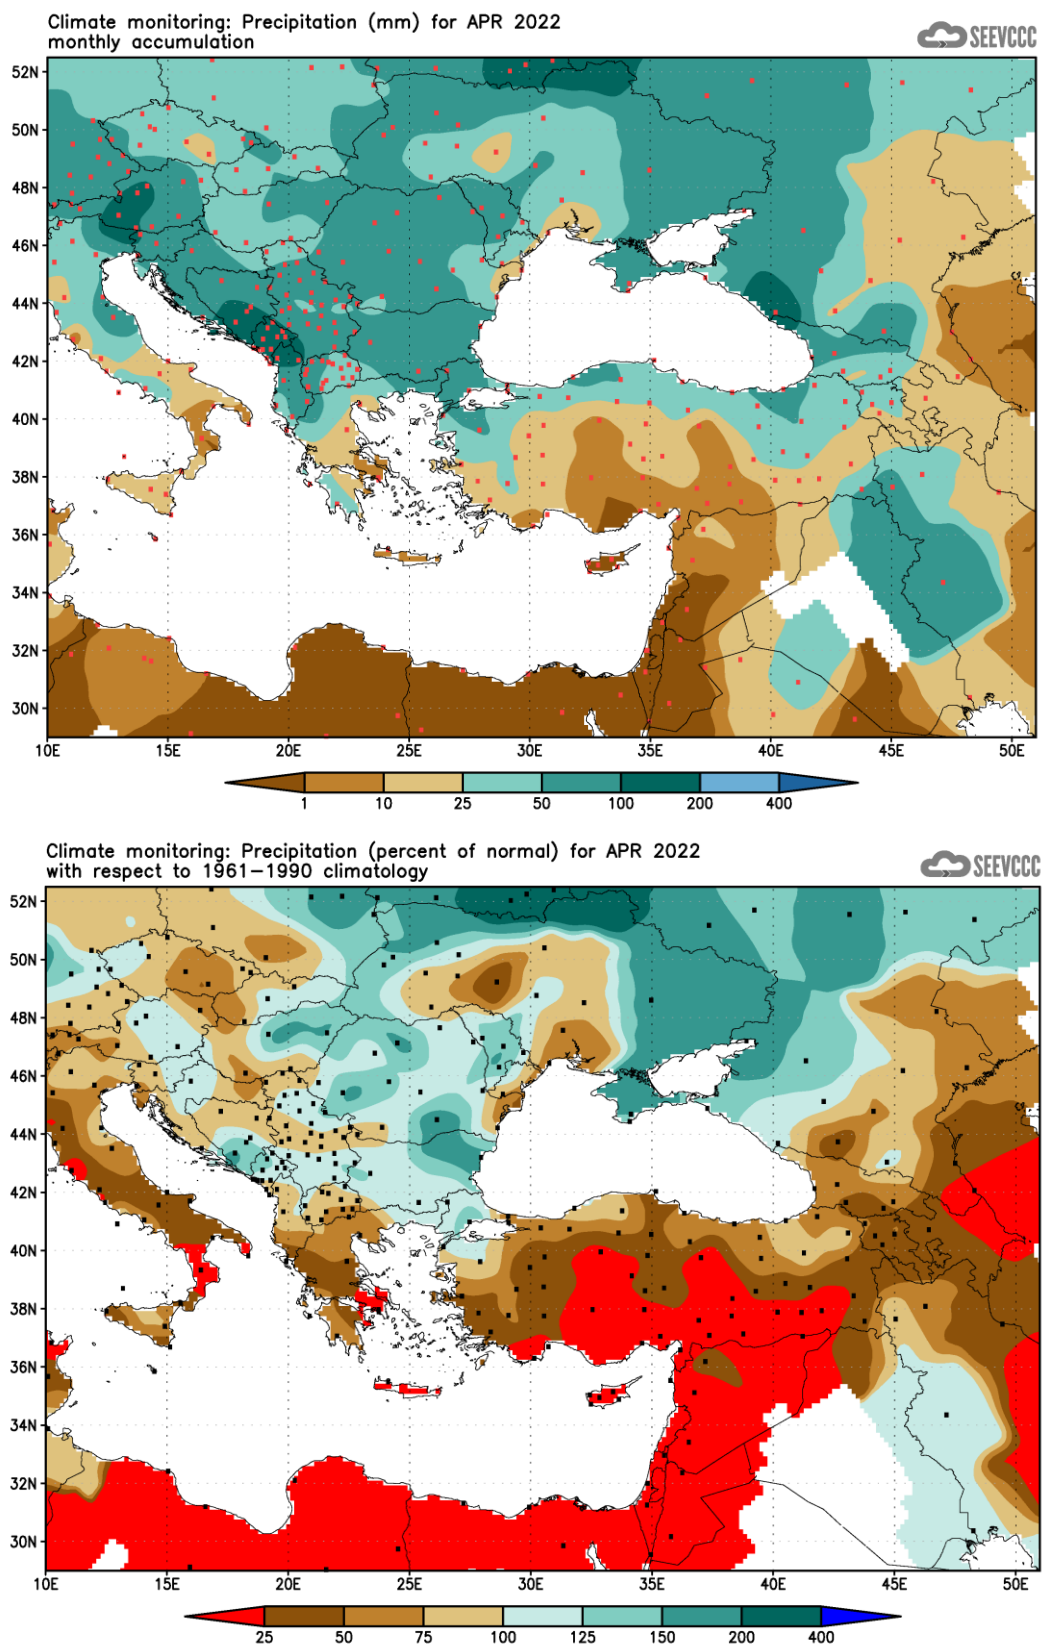 Climate monitoring: Precipitation (mm) for APR 2022
monthly accumulation
SEEVCCC
52N
50N
48N
46N
44N
42N
40N
38N
36N
34N
32N
30N
10E 15E 20E 25E 30E 35E 40E 45E 50E
1 10 25 50 100 200 400
Climate monitoring: Precipitation (percent of normal) for APR 2022
with respect to 1961-1990 climatology
SEEVCCC
52N
50N
48N
46N
44N
42N
40N
38N
36N
34N
32N
30N
10E 15E 20E 25E 30E 35E 40E 45E 50E
25 50 75 100 125 150 200 400